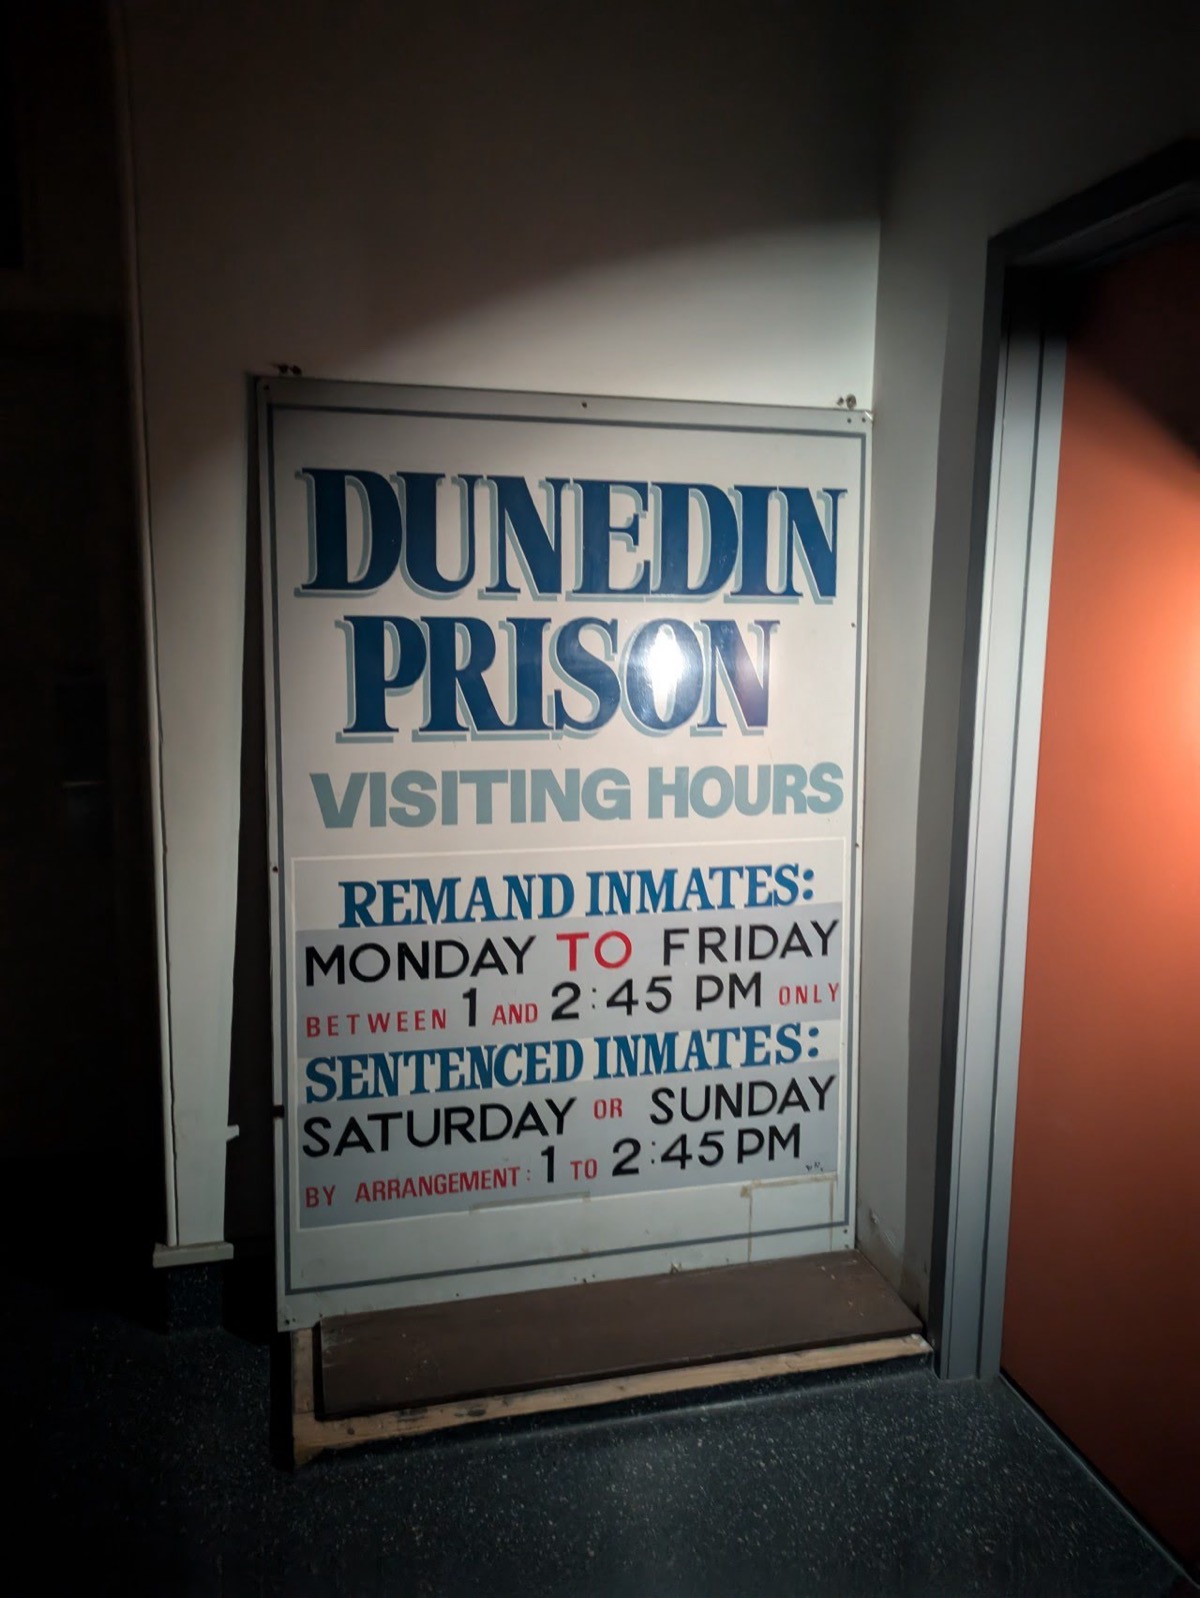 DUNEDIN
PRISON
VISITING HOURS
REMAND INMATES:
MONDAY TO FRIDAY
BETWEEN 1 AND 2:45 PM ONLY
SENTENCED INMATES:
SATURDAY OR SUNDAY
BY ARRANGEMENT: 1 TO 2:45 PM